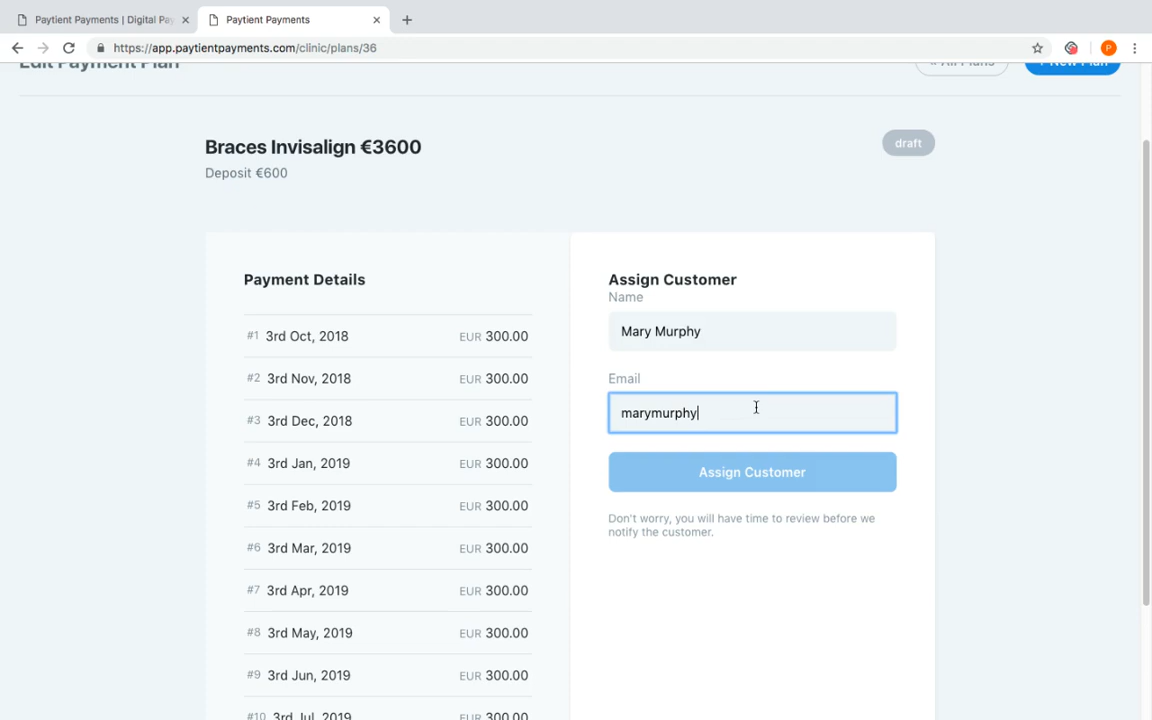 Paytient Payments | Digital Pay
Paytient Payments
https://app.paytientpayments.com/clinic/plans/36
P
Edit Payment Plan
« All Plans
+ New Plan
Braces Invisalign €3600
draft
Deposit €600
Payment Details
#1 3rd Oct, 2018 EUR 300.00
#2 3rd Nov, 2018 EUR 300.00
#3 3rd Dec, 2018 EUR 300.00
#4 3rd Jan, 2019 EUR 300.00
#5 3rd Feb, 2019 EUR 300.00
#6 3rd Mar, 2019 EUR 300.00
#7 3rd Apr, 2019 EUR 300.00
#8 3rd May, 2019 EUR 300.00
#9 3rd Jun, 2019 EUR 300.00
#10 3rd Jul, 2019 EUR 300.00
Assign Customer
Name
Mary Murphy
Email
marymurphy
Assign Customer
Don't worry, you will have time to review before we
notify the customer.